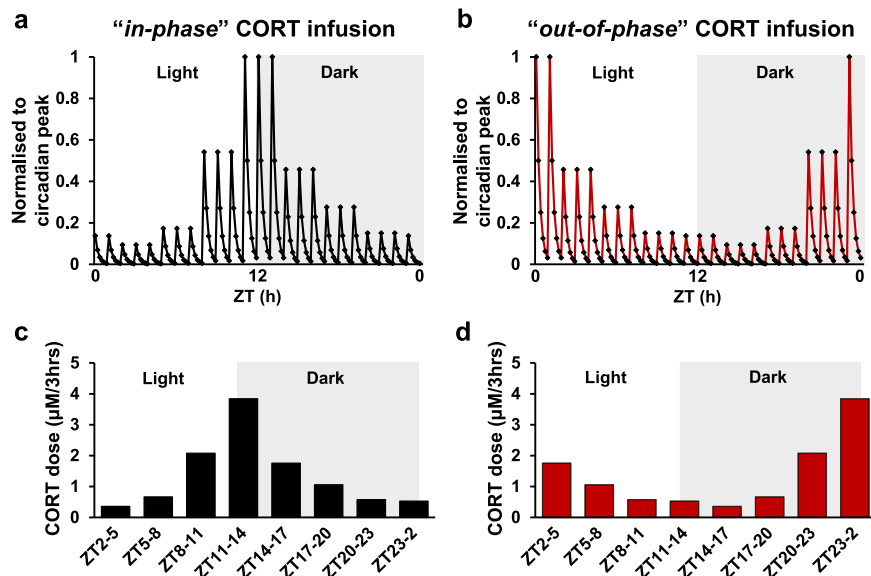 a
“in-phase” CORT infusion
Normalised to
circadian peak
1
0.8
0.6
0.4
0.2
0
Light
Dark
0
12
0
ZT (h)
b
“out-of-phase” CORT infusion
Normalised to
circadian peak
1
0.8
0.6
0.4
0.2
0
Light
Dark
0
12
0
ZT (h)
c
CORT dose (µM/3hrs)
5
4
3
2
1
0
Light
Dark
ZT2-5
ZT5-8
ZT8-11
ZT11-14
ZT14-17
ZT17-20
ZT20-23
ZT23-2
d
CORT dose (µM/3hrs)
5
4
3
2
1
0
Light
Dark
ZT2-5
ZT5-8
ZT8-11
ZT11-14
ZT14-17
ZT17-20
ZT20-23
ZT23-2